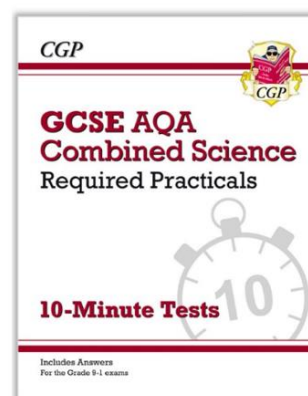 CGP
CGP
GCSE AQA
Combined Science
Required Practicals
10
10-Minute Tests
Includes Answers
For the Grade 9-1 exams